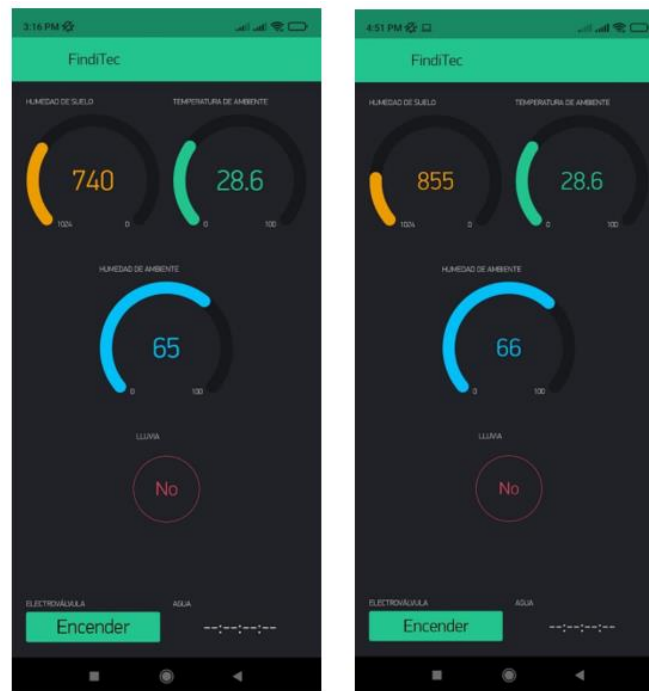 3:16 PM
FindiTec
HUMEDAD DE SUELO TEMPERATURA DE AMBIENTE
740 28.6
1024 0 0 100
HUMEDAD DE AMBIENTE
65
0 100
LLUVIA
No
ELECTROVÁLVULA AGUA
Encender --:--:--:--
4:51 PM
FindiTec
HUMEDAD DE SUELO TEMPERATURA DE AMBIENTE
855 28.6
1024 0 0 100
HUMEDAD DE AMBIENTE
66
0 100
LLUVIA
No
ELECTROVÁLVULA AGUA
Encender --:--:--:--